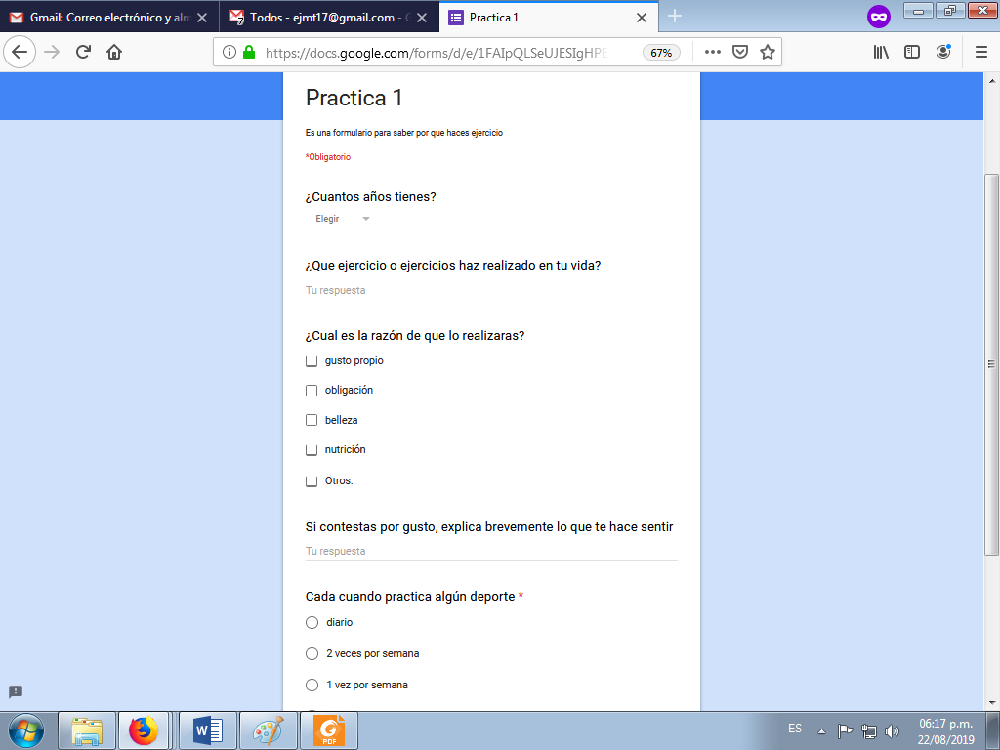 Gmail: Correo electrónico y alm
Todos - ejmt17@gmail.com -
Practica 1
https://docs.google.com/forms/d/e/1FAIpQLSeUJESIgHPE
67%
Practica 1
Es una formulario para saber por que haces ejercicio
*Obligatorio
¿Cuantos años tienes?
Elegir
¿Que ejercicio o ejercicios haz realizado en tu vida?
Tu respuesta
¿Cual es la razón de que lo realizaras?
gusto propio
obligación
belleza
nutrición
Otros:
Si contestas por gusto, explica brevemente lo que te hace sentir
Tu respuesta
Cada cuando practica algún deporte *
diario
2 veces por semana
1 vez por semana
PDF
ES
06:17 p.m.
22/08/2019